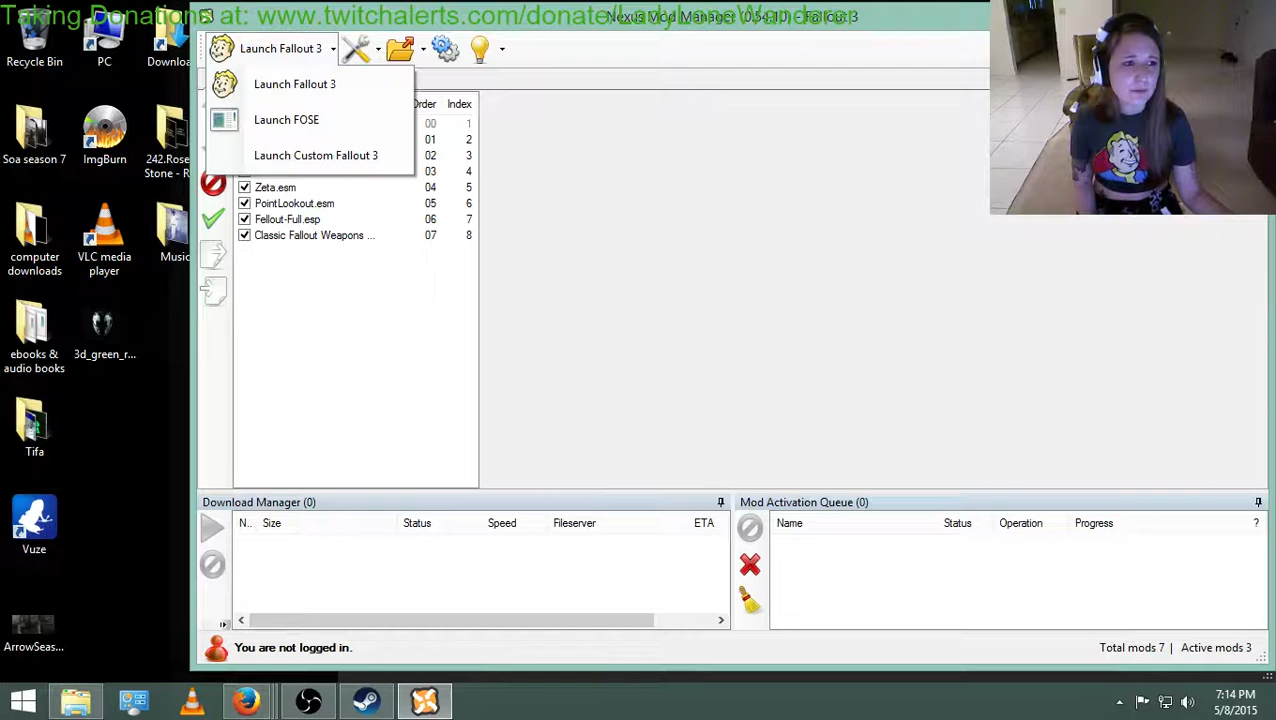 Taking Donations at: www.twitchalerts.com/donate/
Nexus Mod Manager
Fallout 3
Recycle Bin
PC
Downloa
Launch Fallout 3
Launch Fallout 3
Launch FOSE
Launch Custom Fallout 3
Order Index
00 1
01 2
02 3
03 4
Zeta.esm 04 5
PointLookout.esm 05 6
Fellout-Full.esp 06 7
Classic Fallout Weapons ... 07 8
Soa season 7
ImgBurn
242.Rose
Stone - R
computer
downloads
VLC media
player
Music
ebooks &
audio books
3d_green_r...
Tifa
Vuze
ArrowSeas...
Download Manager (0)
N.. Size Status Speed Fileserver ETA
Mod Activation Queue (0)
Name Status Operation Progress ?
You are not logged in.
Total mods 7 | Active mods 3
7:14 PM
5/8/2015